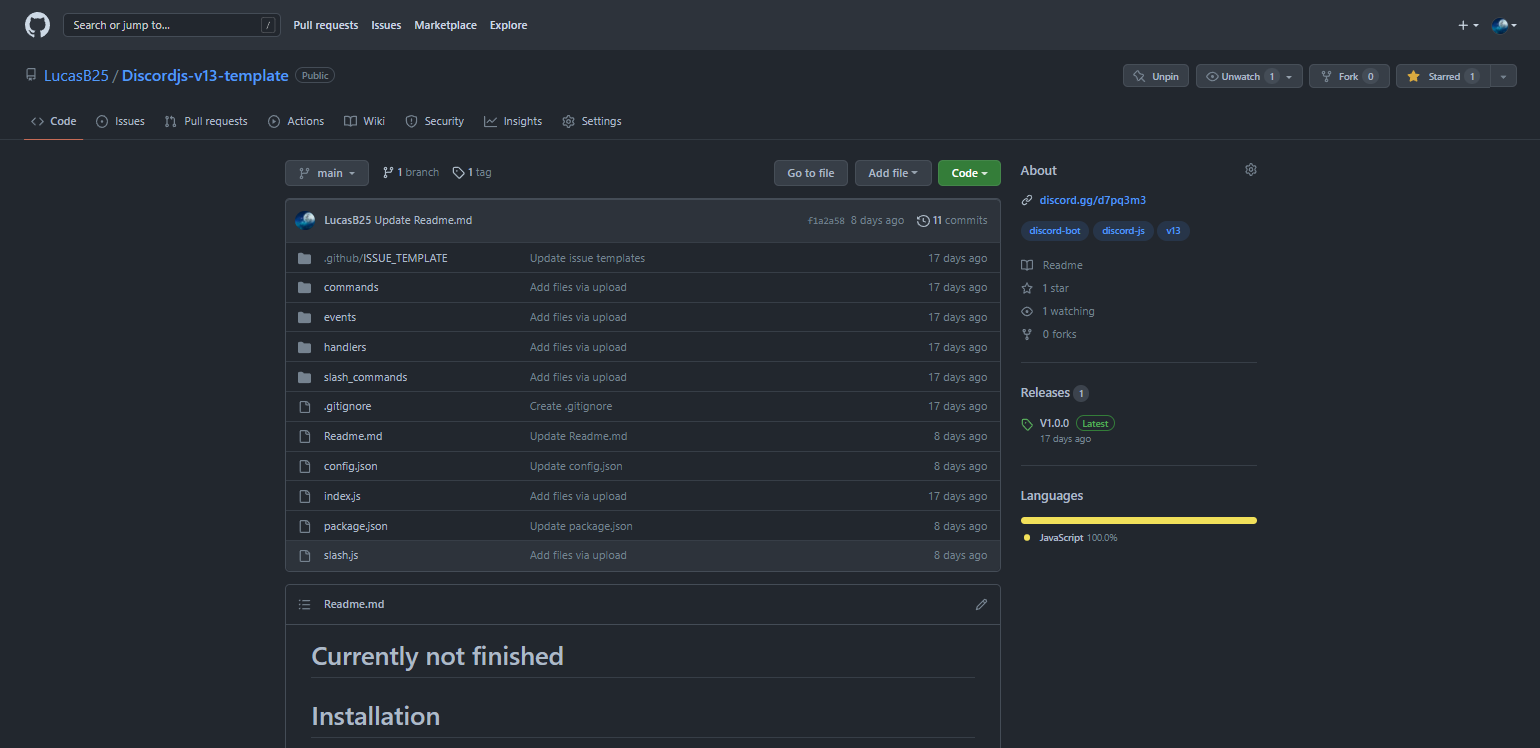 Search or jump to... /
Pull requests Issues Marketplace Explore
LucasB25 / Discordjs-v13-template Public
Unpin Unwatch 1 Fork 0 Starred 1
Code Issues Pull requests Actions Wiki Security Insights Settings
main 1 branch 1 tag Go to file Add file Code
LucasB25 Update Readme.md f1a2a58 8 days ago 11 commits
.github/ISSUE_TEMPLATE Update issue templates 17 days ago
commands Add files via upload 17 days ago
events Add files via upload 17 days ago
handlers Add files via upload 17 days ago
slash_commands Add files via upload 17 days ago
.gitignore Create .gitignore 17 days ago
Readme.md Update Readme.md 8 days ago
config.json Update config.json 8 days ago
index.js Add files via upload 17 days ago
package.json Update package.json 8 days ago
slash.js Add files via upload 8 days ago
Readme.md
Currently not finished
Installation
About
discord.gg/d7pq3m3
discord-bot discord-js v13
Readme
1 star
1 watching
0 forks
Releases 1
V1.0.0 Latest
17 days ago
Languages
JavaScript 100.0%